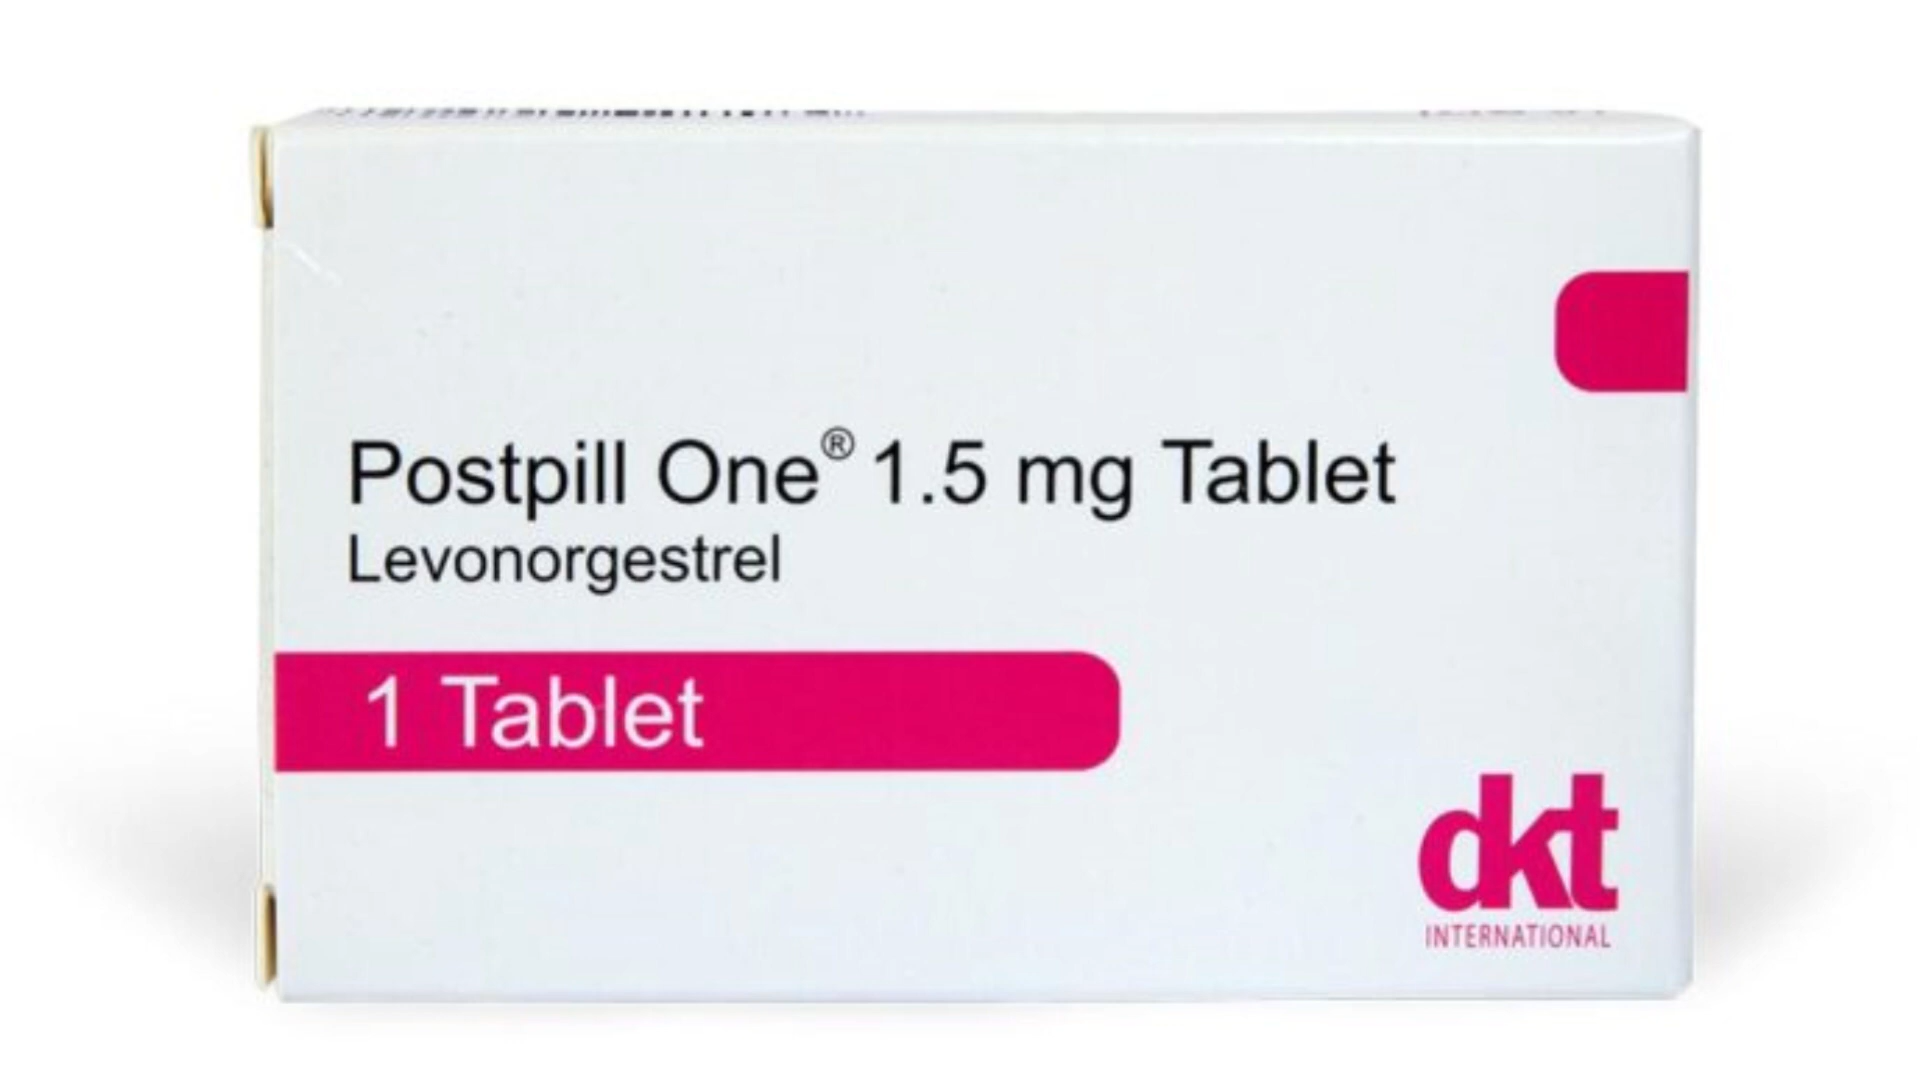 Postpill One® 1.5 mg Tablet
Levonorgestrel
1 Tablet
dkt
INTERNATIONAL